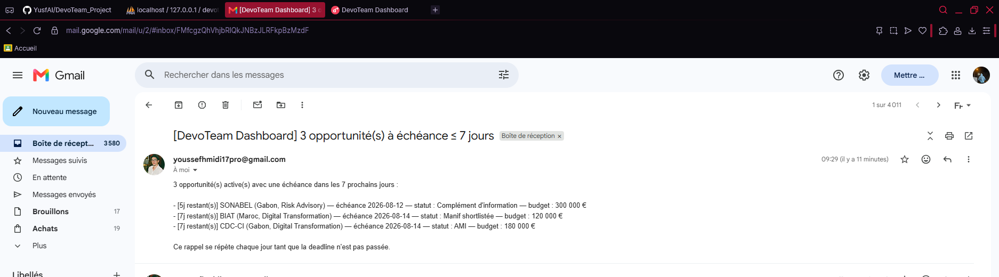 YusfAI/DevoTeam_Project
localhost / 127.0.0.1 /
[DevoTeam Dashboard] 3
DevoTeam Dashboard
mail.google.com/mail/u/2/#inbox/FMfcgzQhVhjbRlQkJNBzJLRFkpBzMzdF
Accueil
Gmail
Rechercher dans les messages
Mettre ...
Nouveau message
1 sur 4 011
Boîte de récept... 3 580
Messages suivis
En attente
Messages envoyés
Brouillons 17
Achats 19
Plus
Libellés
[DevoTeam Dashboard] 3 opportunité(s) à échéance ≤ 7 jours
Boîte de réception
youssefhmidi17pro@gmail.com
09:29 (il y a 11 minutes)
À moi
3 opportunité(s) active(s) avec une échéance dans les 7 prochains jours :
- [5j restant(s)] SONABEL (Gabon, Risk Advisory) — échéance 2026-08-12 — statut : Complément d'information — budget : 300 000 €
- [7j restant(s)] BIAT (Maroc, Digital Transformation) — échéance 2026-08-14 — statut : Manif shortlistée — budget : 120 000 €
- [7j restant(s)] CDC-CI (Gabon, Digital Transformation) — échéance 2026-08-14 — statut : AMI — budget : 180 000 €
Ce rappel se répète chaque jour tant que la deadline n'est pas passée.